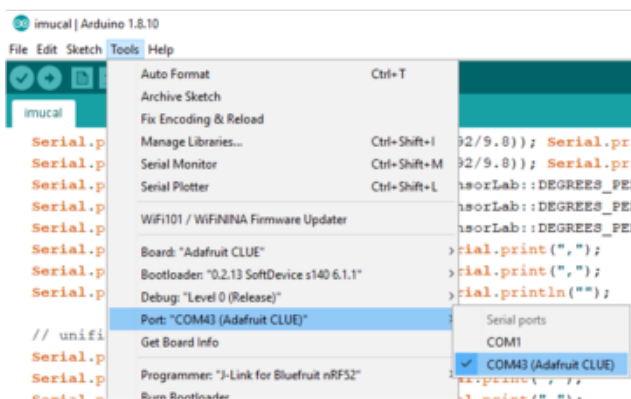 imucal | Arduino 1.8.10
File Edit Sketch Tools Help
imucal
Auto Format Ctrl+T
Archive Sketch
Fix Encoding & Reload
Manage Libraries... Ctrl+Shift+I
Serial Monitor Ctrl+Shift+M
Serial Plotter Ctrl+Shift+L
WiFi101 / WiFiNINA Firmware Updater
Board: "Adafruit CLUE"
Bootloader: "0.2.13 SoftDevice s140 6.1.1"
Debug: "Level 0 (Release)"
Port: "COM43 (Adafruit CLUE)"
Get Board Info
Programmer: "J-Link for Bluefruit nRF52"
Burn Bootloader
Serial ports
COM1
COM43 (Adafruit CLUE)
Serial.p
Serial.p
Serial.p
Serial.p
Serial.p
Serial.p
Serial.p
Serial.p
// unifi
Serial.p
Serial.p
92/9.8)); Serial.pr
92/9.8)); Serial.pr
nsorLab::DEGREES_PE
nsorLab::DEGREES_PE
nsorLab::DEGREES_PE
rial.print(",");
rial.print(",");
rial.println("");